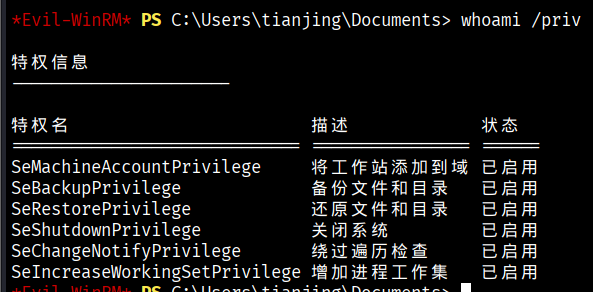 *Evil-WinRM* PS C:\Users\tianjing\Documents> whoami /priv
特权信息
----------------------
特权名 描述 状态
============================= ================ ======
SeMachineAccountPrivilege 将工作站添加到域 已启用
SeBackupPrivilege 备份文件和目录 已启用
SeRestorePrivilege 还原文件和目录 已启用
SeShutdownPrivilege 关闭系统 已启用
SeChangeNotifyPrivilege 绕过遍历检查 已启用
SeIncreaseWorkingSetPrivilege 增加进程工作集 已启用
*Evil-WinRM* PS C:\Users\tianjing\Documents>